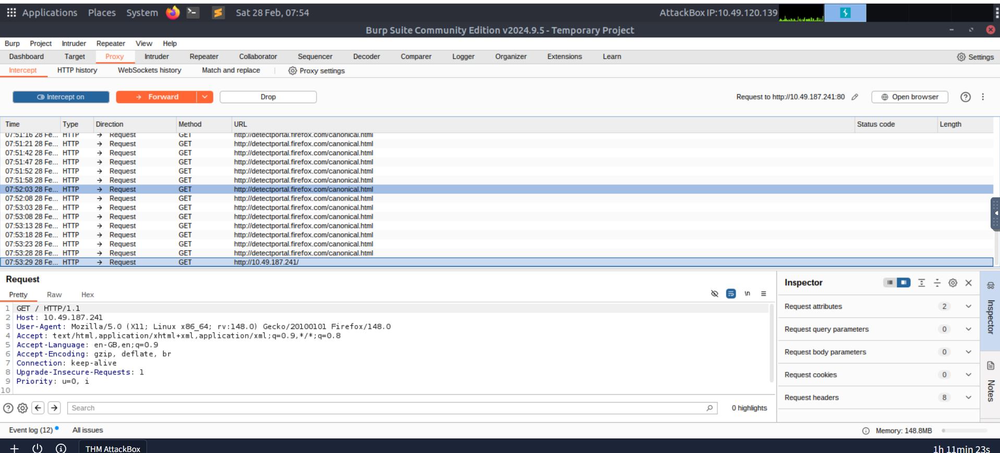 Applications Places System Sat 28 Feb, 07:54 AttackBox IP:10.49.120.139
Burp Suite Community Edition v2024.9.5 - Temporary Project
Burp Project Intruder Repeater View Help
Dashboard Target Proxy Intruder Repeater Collaborator Sequencer Decoder Comparer Logger Organizer Extensions Learn Settings
Intercept HTTP history WebSockets history Match and replace Proxy settings
Intercept on Forward Drop Request to http://10.49.187.241:80 Open browser
Time Type Direction Method URL Status code Length
07:51:16 28 Fe... HTTP → Request GET http://detectportal.firefox.com/canonical.html
07:51:21 28 Fe... HTTP → Request GET http://detectportal.firefox.com/canonical.html
07:51:42 28 Fe... HTTP → Request GET http://detectportal.firefox.com/canonical.html
07:51:47 28 Fe... HTTP → Request GET http://detectportal.firefox.com/canonical.html
07:51:52 28 Fe... HTTP → Request GET http://detectportal.firefox.com/canonical.html
07:51:58 28 Fe... HTTP → Request GET http://detectportal.firefox.com/canonical.html
07:52:03 28 Fe... HTTP → Request GET http://detectportal.firefox.com/canonical.html
07:52:08 28 Fe... HTTP → Request GET http://detectportal.firefox.com/canonical.html
07:53:03 28 Fe... HTTP → Request GET http://detectportal.firefox.com/canonical.html
07:53:08 28 Fe... HTTP → Request GET http://detectportal.firefox.com/canonical.html
07:53:13 28 Fe... HTTP → Request GET http://detectportal.firefox.com/canonical.html
07:53:18 28 Fe... HTTP → Request GET http://detectportal.firefox.com/canonical.html
07:53:23 28 Fe... HTTP → Request GET http://detectportal.firefox.com/canonical.html
07:53:28 28 Fe... HTTP → Request GET http://detectportal.firefox.com/canonical.html
07:53:29 28 Fe... HTTP → Request GET http://10.49.187.241/
Request
Pretty Raw Hex \n
1 GET / HTTP/1.1
2 Host: 10.49.187.241
3 User-Agent: Mozilla/5.0 (X11; Linux x86_64; rv:148.0) Gecko/20100101 Firefox/148.0
4 Accept: text/html,application/xhtml+xml,application/xml;q=0.9,*/*;q=0.8
5 Accept-Language: en-GB,en;q=0.9
6 Accept-Encoding: gzip, deflate, br
7 Connection: keep-alive
8 Upgrade-Insecure-Requests: 1
9 Priority: u=0, i
10
Search 0 highlights
Inspector
Request attributes 2
Request query parameters 0
Request body parameters 0
Request cookies 0
Request headers 8
Inspector
Notes
Event log (12) All issues Memory: 148.8MB
THM AttackBox 1h 11min 23s